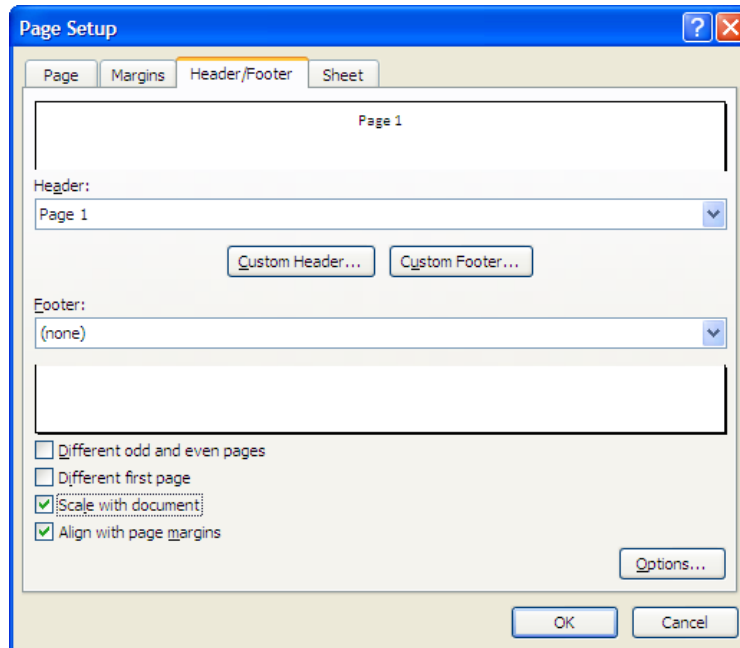 Page Setup
Page Margins Header/Footer Sheet
Page 1
Header:
Page 1
Custom Header... Custom Footer...
Footer:
(none)
Different odd and even pages
Different first page
Scale with document
Align with page margins
Options...
OK Cancel